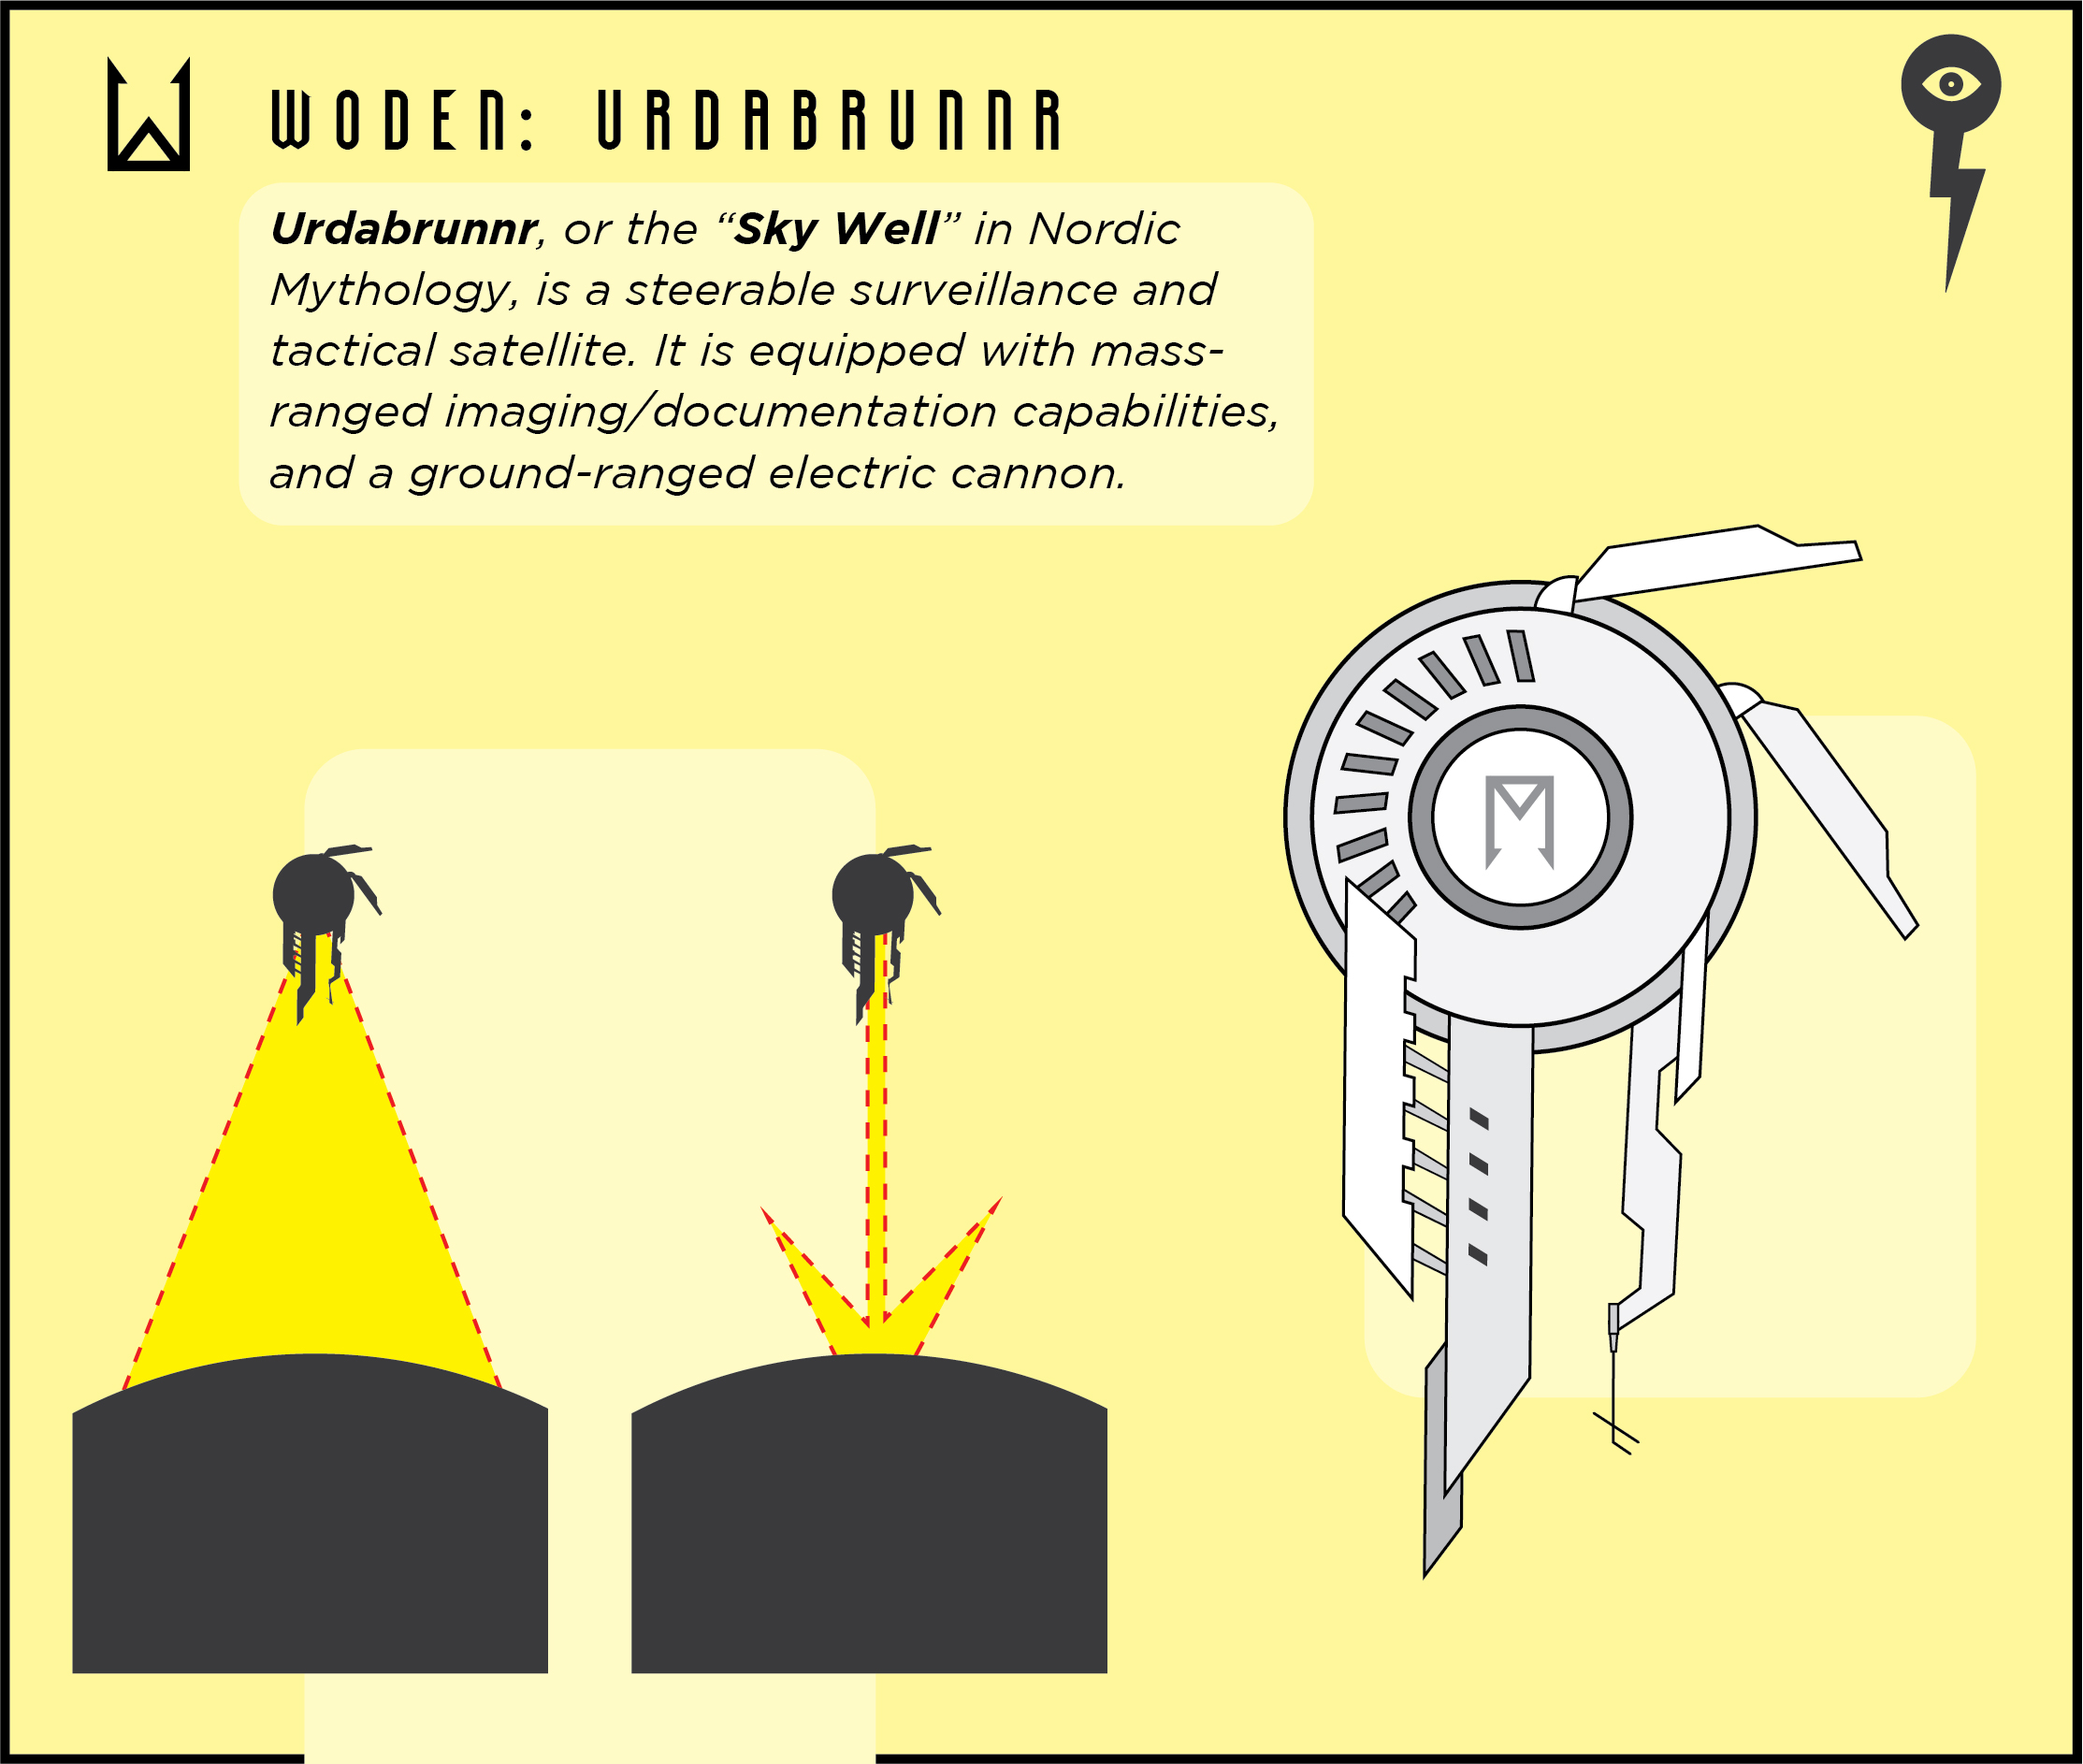 WODEN: URDABRUNNR
Urdabrunnr, or the “Sky Well” in Nordic
Mythology, is a steerable surveillance and
tactical satellite. It is equipped with mass-
ranged imaging/documentation capabilities,
and a ground-ranged electric cannon.